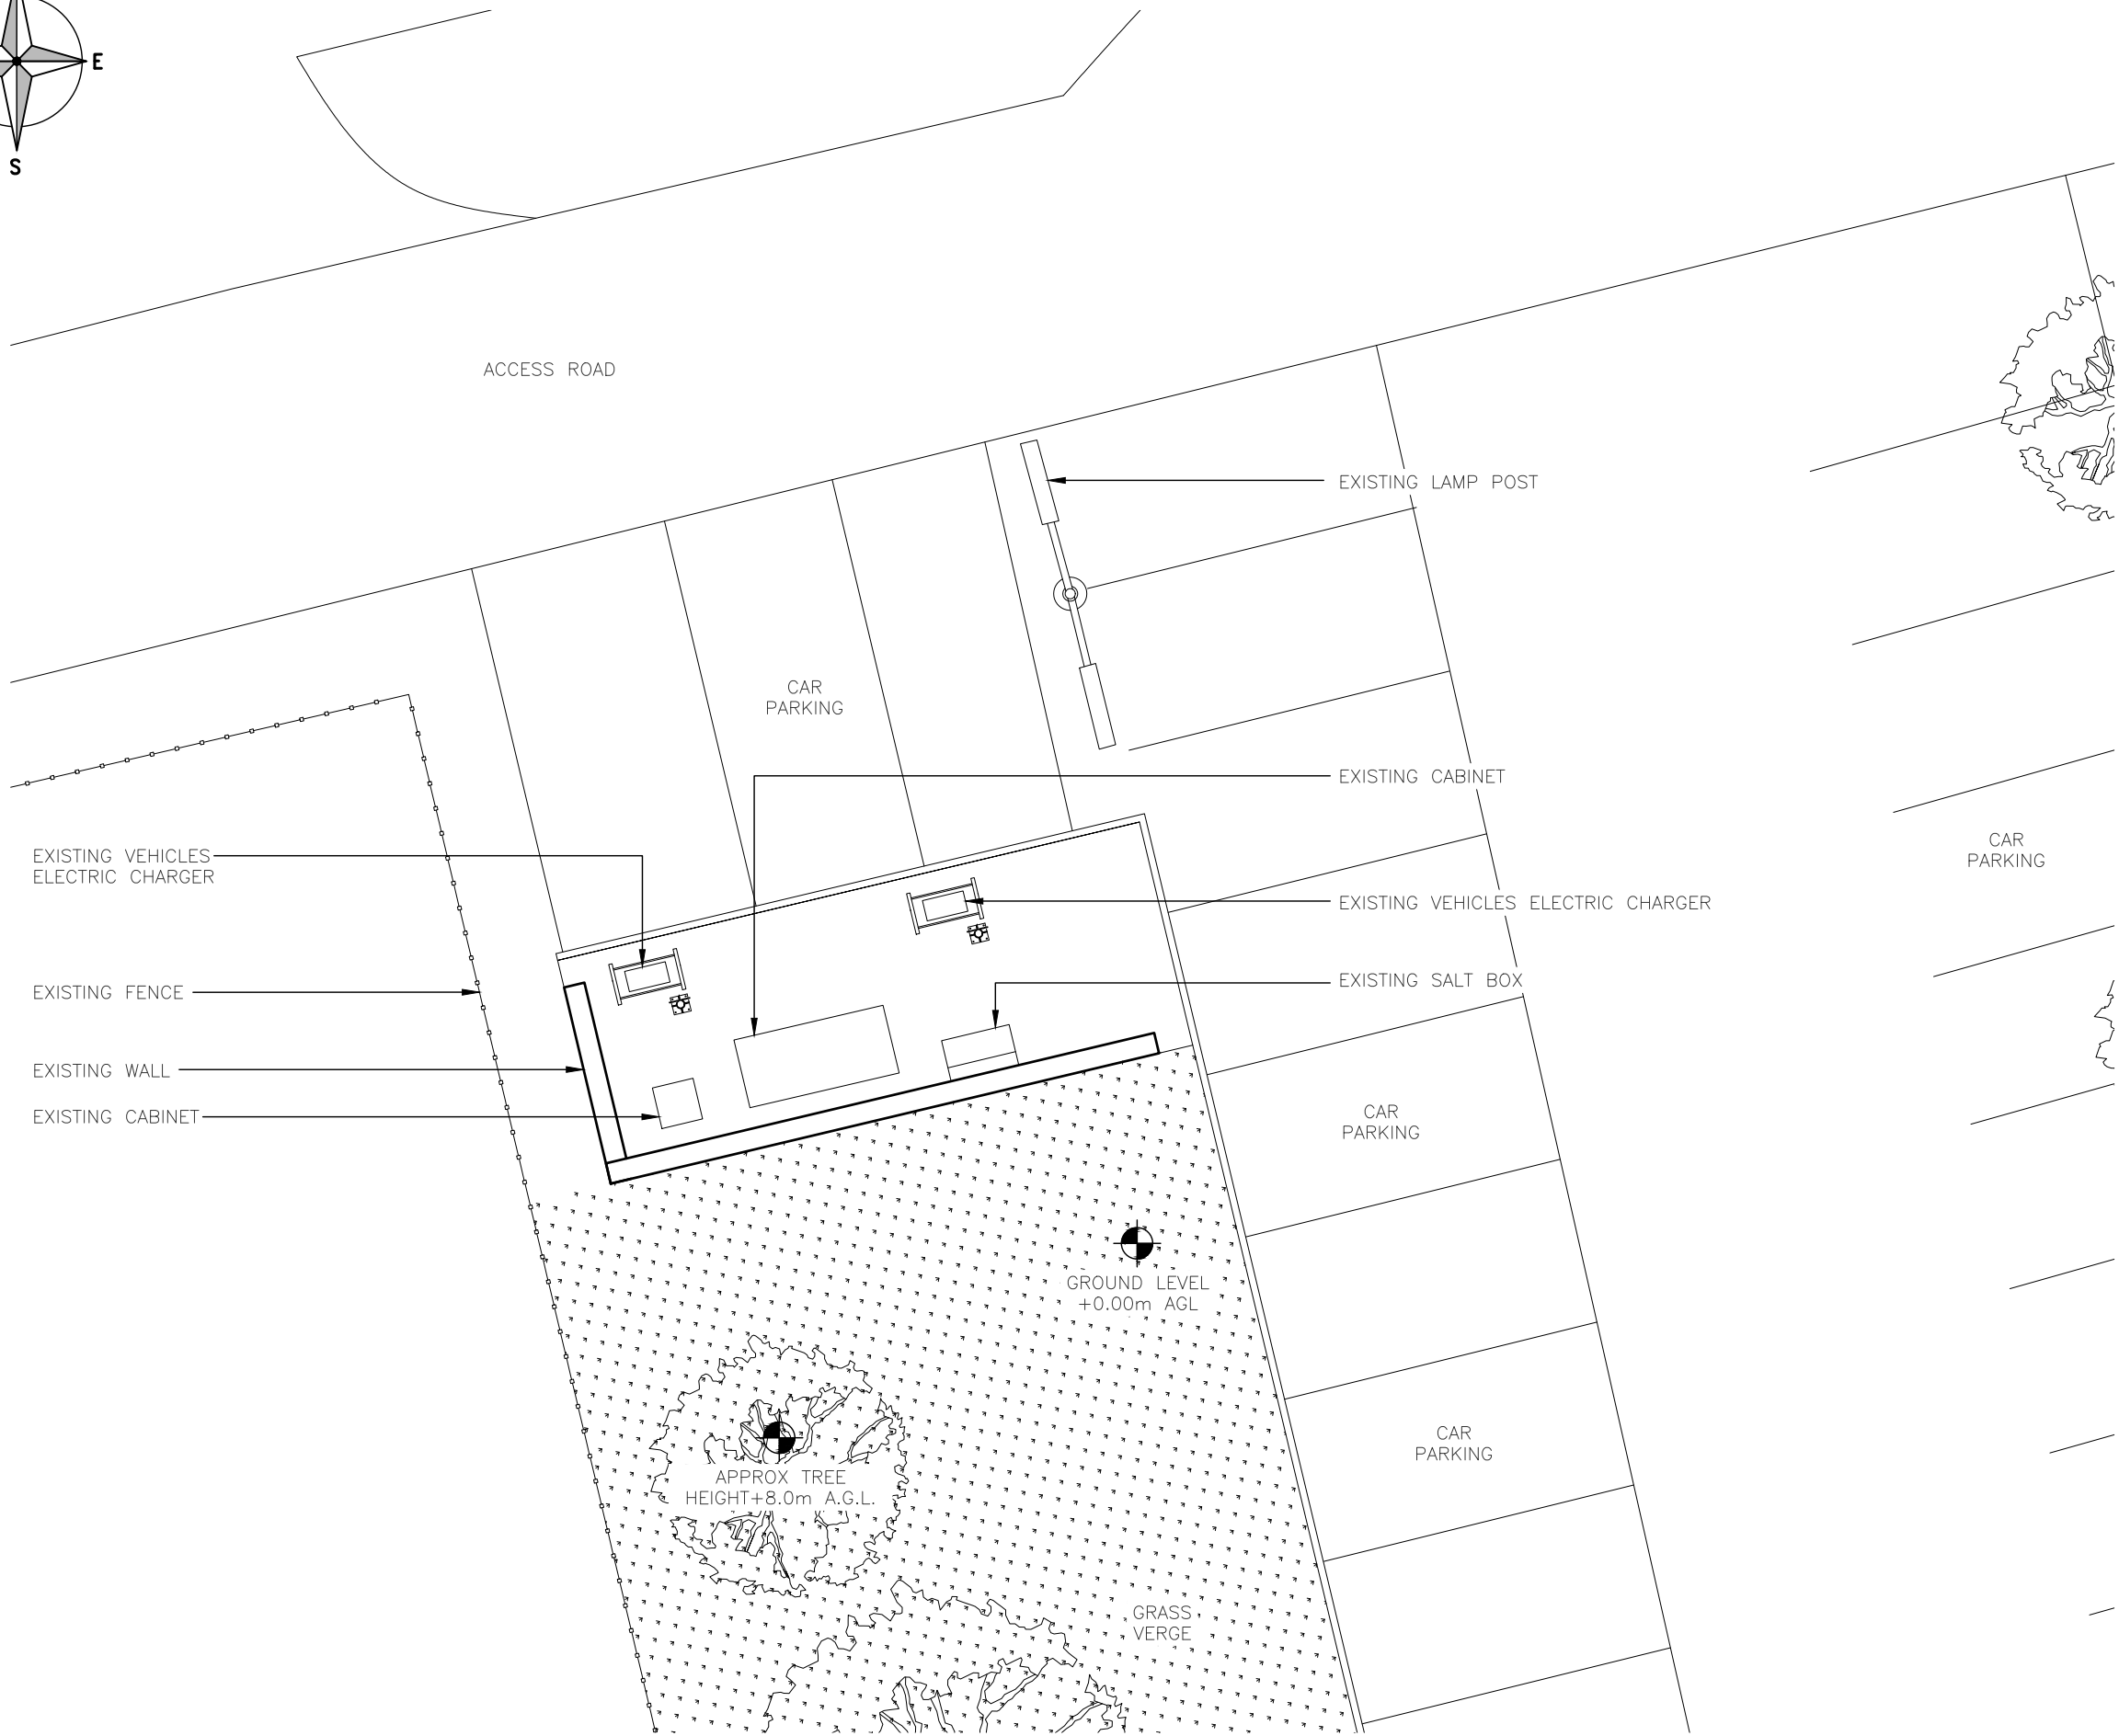 E
S
ACCESS ROAD
EXISTING LAMP POST
CAR
PARKING
EXISTING CABINET
CAR
PARKING
EXISTING VEHICLES
ELECTRIC CHARGER
EXISTING VEHICLES ELECTRIC CHARGER
EXISTING SALT BOX
EXISTING FENCE
EXISTING WALL
EXISTING CABINET
CAR
PARKING
GROUND LEVEL
+0.00m AGL
CAR
PARKING
APPROX TREE
HEIGHT+8.0m A.G.L.
GRASS
VERGE